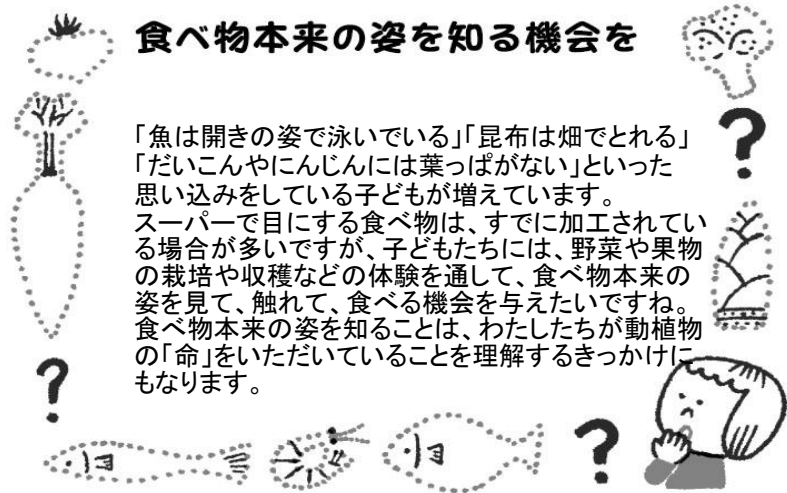 食べ物本来の姿を知る機会を
「魚は開きの姿で泳いでいる」「昆布は畑でとれる」
「だいこんやにんじんには葉っぱがない」といった
思い込みをしている子どもが増えています。
スーパーで目にする食べ物は、すでに加工されてい
る場合が多いですが、子どもたちには、野菜や果物
の栽培や収穫などの体験を通して、食べ物本来の
姿を見て、触れて、食べる機会を与えたいですね。
食べ物本来の姿を知ることは、わたしたちが動植物
の「命」をいただいていることを理解するきっかけに
もなります。
?
?
?